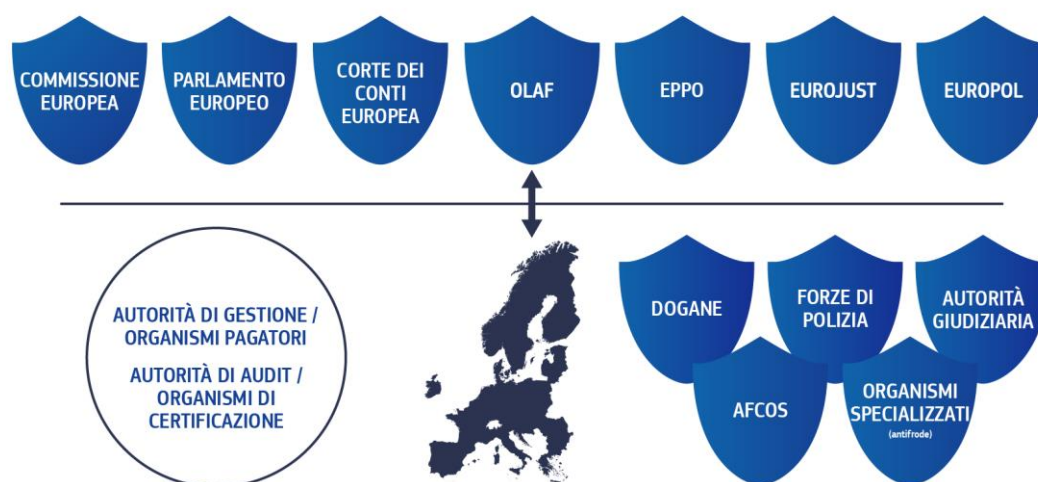 COMMISSIONE
EUROPEA
PARLAMENTO
EUROPEO
CORTE DEI
CONTI
EUROPEA
OLAF
EPPO
EUROJUST
EUROPOL
AUTORITÀ DI GESTIONE /
ORGANISMI PAGATORI
AUTORITÀ DI AUDIT /
ORGANISMI DI
CERTIFICAZIONE
DOGANE
FORZE DI
POLIZIA
AUTORITÀ
GIUDIZIARIA
AFCOS
ORGANISMI
SPECIALIZZATI
(antifrode)